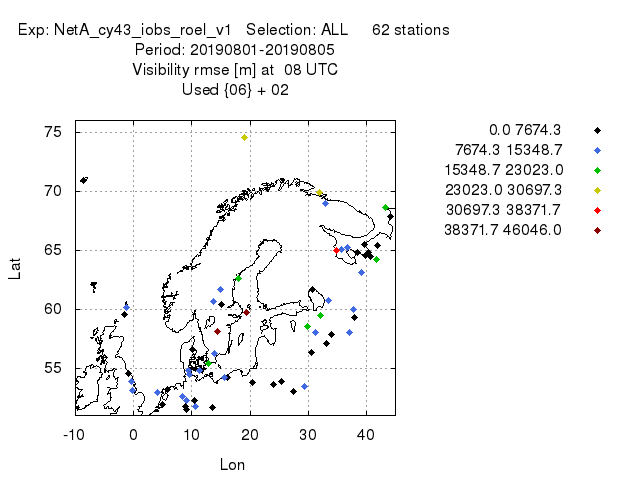 Exp: NetA_cy43_iobs_roel_v1 Selection: ALL 62 stations
Period: 20190801-20190805
Visibility rmse [m] at 08 UTC
Used {06} + 02
0.0 7674.3
7674.3 15348.7
15348.7 23023.0
23023.0 30697.3
30697.3 38371.7
38371.7 46046.0
75
70
65
60
55
Lat
-10 0 10 20 30 40
Lon